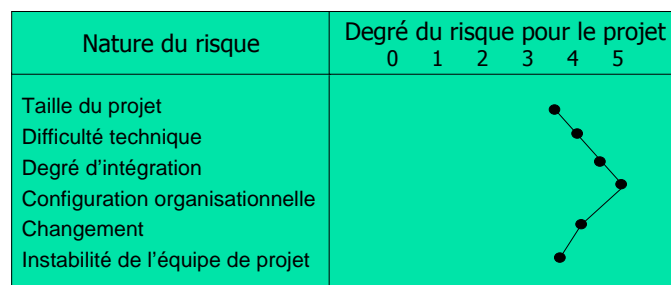 Nature du risque
Degré du risque pour le projet
0 1 2 3 4 5
Taille du projet
Difficulté technique
Degré d’intégration
Configuration organisationnelle
Changement
Instabilité de l’équipe de projet